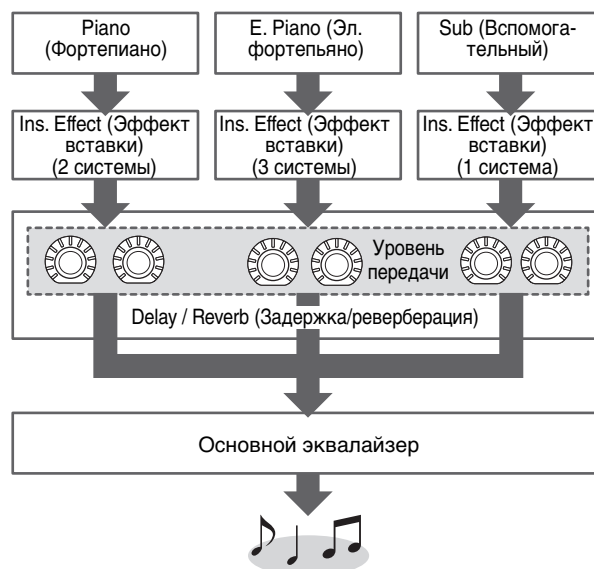 Piano
(Фортепиано)
E. Piano (Эл.
фортепьяно)
Sub (Вспомога-
тельный)
Ins. Effect (Эффект
вставки)
(2 системы)
Ins. Effect (Эффект
вставки)
(3 системы)
Ins. Effect (Эффект
вставки)
(1 система)
Уровень
передачи
Delay / Reverb (Задержка/реверберация)
Основной эквалайзер